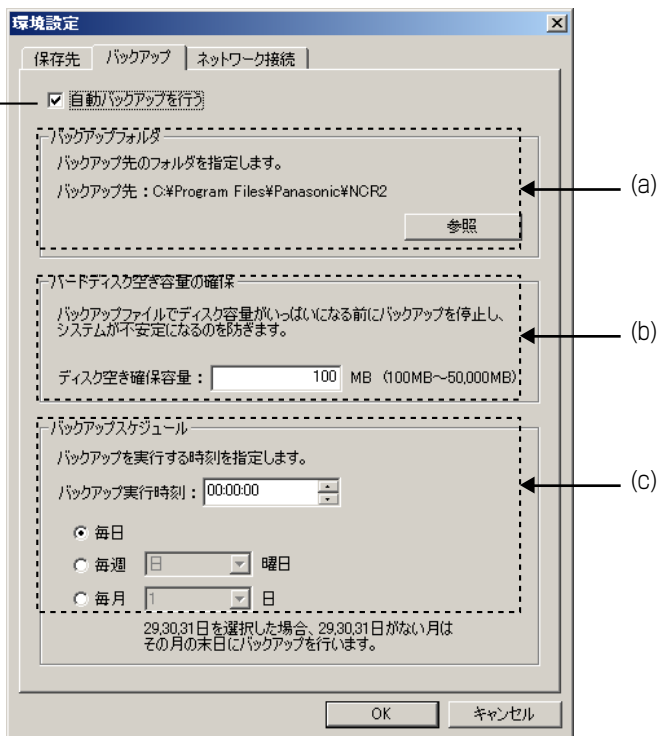 環境設定
保存先 バックアップ ネットワーク接続
自動バックアップを行う
バックアップフォルダ
バックアップ先のフォルダを指定します。
バックアップ先：C:¥Program Files¥Panasonic¥NCR2
(a)
参照
ハードディスク空き容量の確保
バックアップファイルでディスク容量がいっぱいになる前にバックアップを停止し、
システムが不安定になるのを防ぎます。
(b)
ディスク空き確保容量： 100 MB (100MB～50,000MB)
バックアップスケジュール
バックアップを実行する時刻を指定します。
(c)
バックアップ実行時刻： 00:00:00
毎日
毎週 日 曜日
毎月 1 日
29,30,31日を選択した場合、29,30,31日がない月は
その月の末日にバックアップを行います。
OK キャンセル